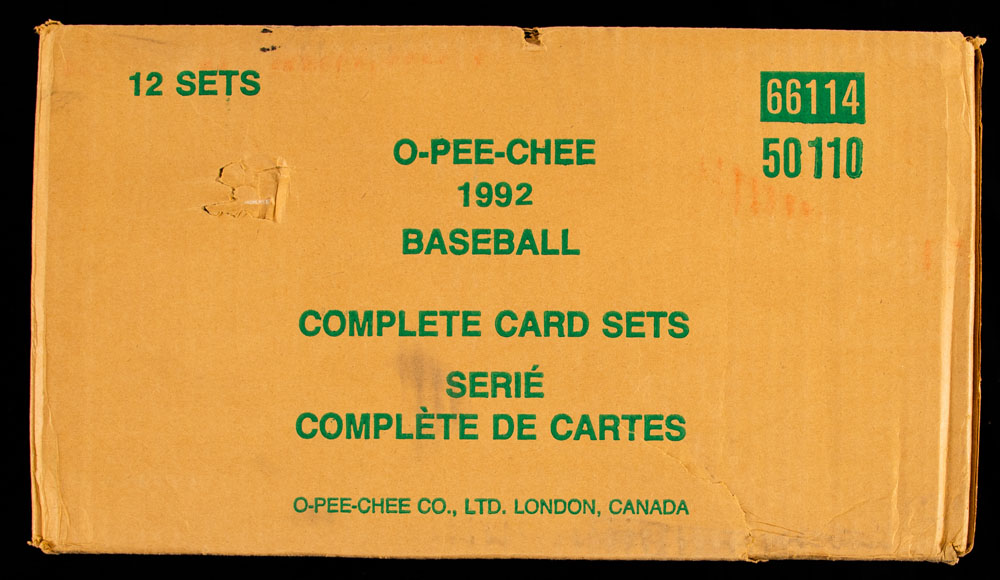 12 SETS
66114
50110
O-PEE-CHEE
1992
BASEBALL
COMPLETE CARD SETS
SERIÉ
COMPLÈTE DE CARTES
O-PEE-CHEE CO., LTD. LONDON, CANADA